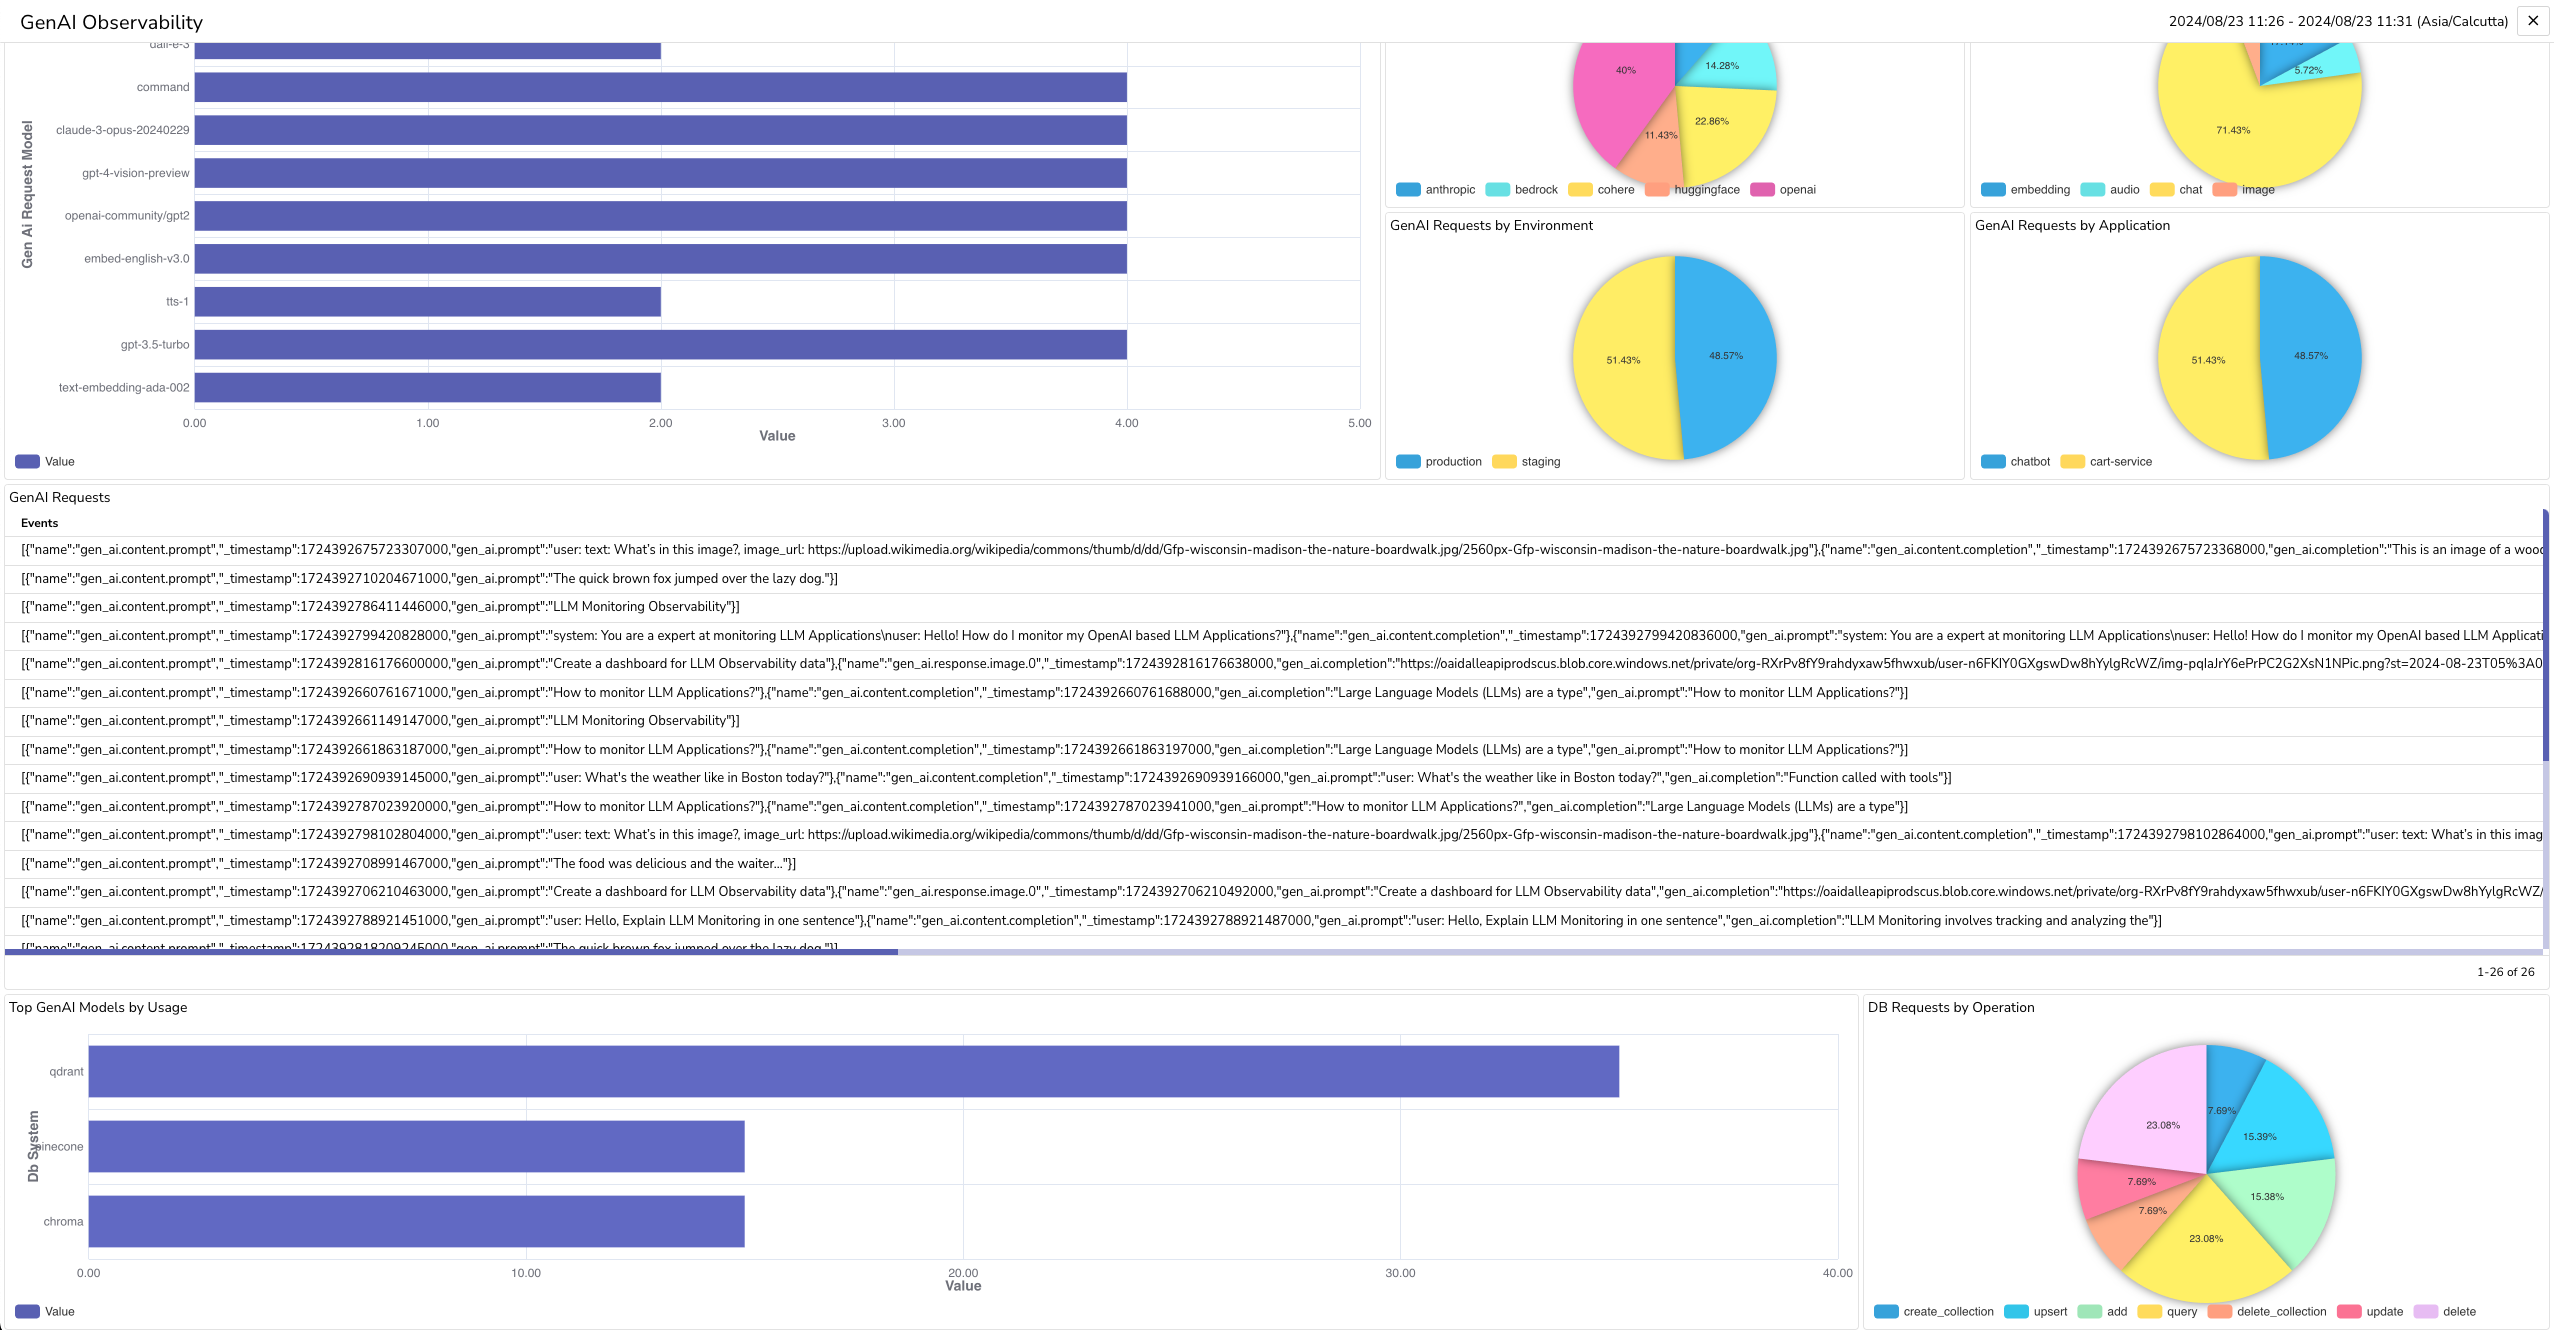 GenAI Observability
2024/08/23 11:26 - 2024/08/23 11:31 (Asia/Calcutta)
dall-e-3
command
claude-3-opus-20240229
gpt-4-vision-preview
openai-community/gpt2
embed-english-v3.0
tts-1
gpt-3.5-turbo
text-embedding-ada-002
Gen Ai Request Model
0.00 1.00 2.00 3.00 4.00 5.00
Value
Value
40%
14.28%
22.86%
11.43%
anthropic bedrock cohere huggingface openai
5.72%
71.43%
embedding audio chat image
GenAI Requests by Environment
51.43% 48.57%
production staging
GenAI Requests by Application
51.43% 48.57%
chatbot cart-service
GenAI Requests
Events
[{"name":"gen_ai.content.prompt","_timestamp":1724392675723307000,"gen_ai.prompt":"user: text: What's in this image?, image_url: https://upload.wikimedia.org/wikipedia/commons/thumb/d/dd/Gfp-wisconsin-madison-the-nature-boardwalk.jpg/2560px-Gfp-wisconsin-madison-the-nature-boardwalk.jpg"},{"name":"gen_ai.content.completion","_timestamp":1724392675723368000,"gen_ai.completion":"This is an image of a wooc
[{"name":"gen_ai.content.prompt","_timestamp":1724392710204671000,"gen_ai.prompt":"The quick brown fox jumped over the lazy dog."}]
[{"name":"gen_ai.content.prompt","_timestamp":1724392786411446000,"gen_ai.prompt":"LLM Monitoring Observability"}]
[{"name":"gen_ai.content.prompt","_timestamp":1724392799420828000,"gen_ai.prompt":"system: You are a expert at monitoring LLM Applications\nuser: Hello! How do I monitor my OpenAI based LLM Applications?"},{"name":"gen_ai.content.completion","_timestamp":1724392799420836000,"gen_ai.prompt":"system: You are a expert at monitoring LLM Applications\nuser: Hello! How do I monitor my OpenAI based LLM Applicati
[{"name":"gen_ai.content.prompt","_timestamp":1724392816176600000,"gen_ai.prompt":"Create a dashboard for LLM Observability data"},{"name":"gen_ai.response.image.0","_timestamp":1724392816176638000,"gen_ai.completion":"https://oaidalleapiprodscus.blob.core.windows.net/private/org-RXrPv8fY9rahdyxaw5fhwxub/user-n6FKIY0GXgswDw8hYylgRcWZ/img-pqIaJrY6ePrPC2G2XsN1NPic.png?st=2024-08-23T05%3A0
[{"name":"gen_ai.content.prompt","_timestamp":1724392660761671000,"gen_ai.prompt":"How to monitor LLM Applications?"},{"name":"gen_ai.content.completion","_timestamp":1724392660761688000,"gen_ai.completion":"Large Language Models (LLMs) are a type","gen_ai.prompt":"How to monitor LLM Applications?"}]
[{"name":"gen_ai.content.prompt","_timestamp":1724392661149147000,"gen_ai.prompt":"LLM Monitoring Observability"}]
[{"name":"gen_ai.content.prompt","_timestamp":1724392661863187000,"gen_ai.prompt":"How to monitor LLM Applications?"},{"name":"gen_ai.content.completion","_timestamp":1724392661863197000,"gen_ai.completion":"Large Language Models (LLMs) are a type","gen_ai.prompt":"How to monitor LLM Applications?"}]
[{"name":"gen_ai.content.prompt","_timestamp":1724392690939145000,"gen_ai.prompt":"user: What's the weather like in Boston today?"},{"name":"gen_ai.content.completion","_timestamp":1724392690939166000,"gen_ai.prompt":"user: What's the weather like in Boston today?","gen_ai.completion":"Function called with tools"}]
[{"name":"gen_ai.content.prompt","_timestamp":1724392787023920000,"gen_ai.prompt":"How to monitor LLM Applications?"},{"name":"gen_ai.content.completion","_timestamp":1724392787023941000,"gen_ai.prompt":"How to monitor LLM Applications?","gen_ai.completion":"Large Language Models (LLMs) are a type"}]
[{"name":"gen_ai.content.prompt","_timestamp":1724392798102804000,"gen_ai.prompt":"user: text: What's in this image?, image_url: https://upload.wikimedia.org/wikipedia/commons/thumb/d/dd/Gfp-wisconsin-madison-the-nature-boardwalk.jpg/2560px-Gfp-wisconsin-madison-the-nature-boardwalk.jpg"},{"name":"gen_ai.content.completion","_timestamp":1724392798102864000,"gen_ai.prompt":"user: text: What's in this imag
[{"name":"gen_ai.content.prompt","_timestamp":1724392708991467000,"gen_ai.prompt":"The food was delicious and the waiter..."}]
[{"name":"gen_ai.content.prompt","_timestamp":1724392706210463000,"gen_ai.prompt":"Create a dashboard for LLM Observability data"},{"name":"gen_ai.response.image.0","_timestamp":1724392706210492000,"gen_ai.prompt":"Create a dashboard for LLM Observability data","gen_ai.completion":"https://oaidalleapiprodscus.blob.core.windows.net/private/org-RXrPv8fY9rahdyxaw5fhwxub/user-n6FKIY0GXgswDw8hYylgRcWZ/
[{"name":"gen_ai.content.prompt","_timestamp":1724392788921451000,"gen_ai.prompt":"user: Hello, Explain LLM Monitoring in one sentence"},{"name":"gen_ai.content.completion","_timestamp":1724392788921487000,"gen_ai.prompt":"user: Hello, Explain LLM Monitoring in one sentence","gen_ai.completion":"LLM Monitoring involves tracking and analyzing the"}]
[{"name":"gen_ai.content.prompt","_timestamp":1724392818209245000,"gen_ai.prompt":"The quick brown fox jumped over the lazy dog."}]
1-26 of 26
Top GenAI Models by Usage
qdrant
pinecone
chroma
Db System
0.00 10.00 20.00 30.00 40.00
Value
Value
DB Requests by Operation
7.69%
15.39%
15.38%
23.08%
7.69%
7.69%
23.08%
create_collection upsert add query delete_collection update delete